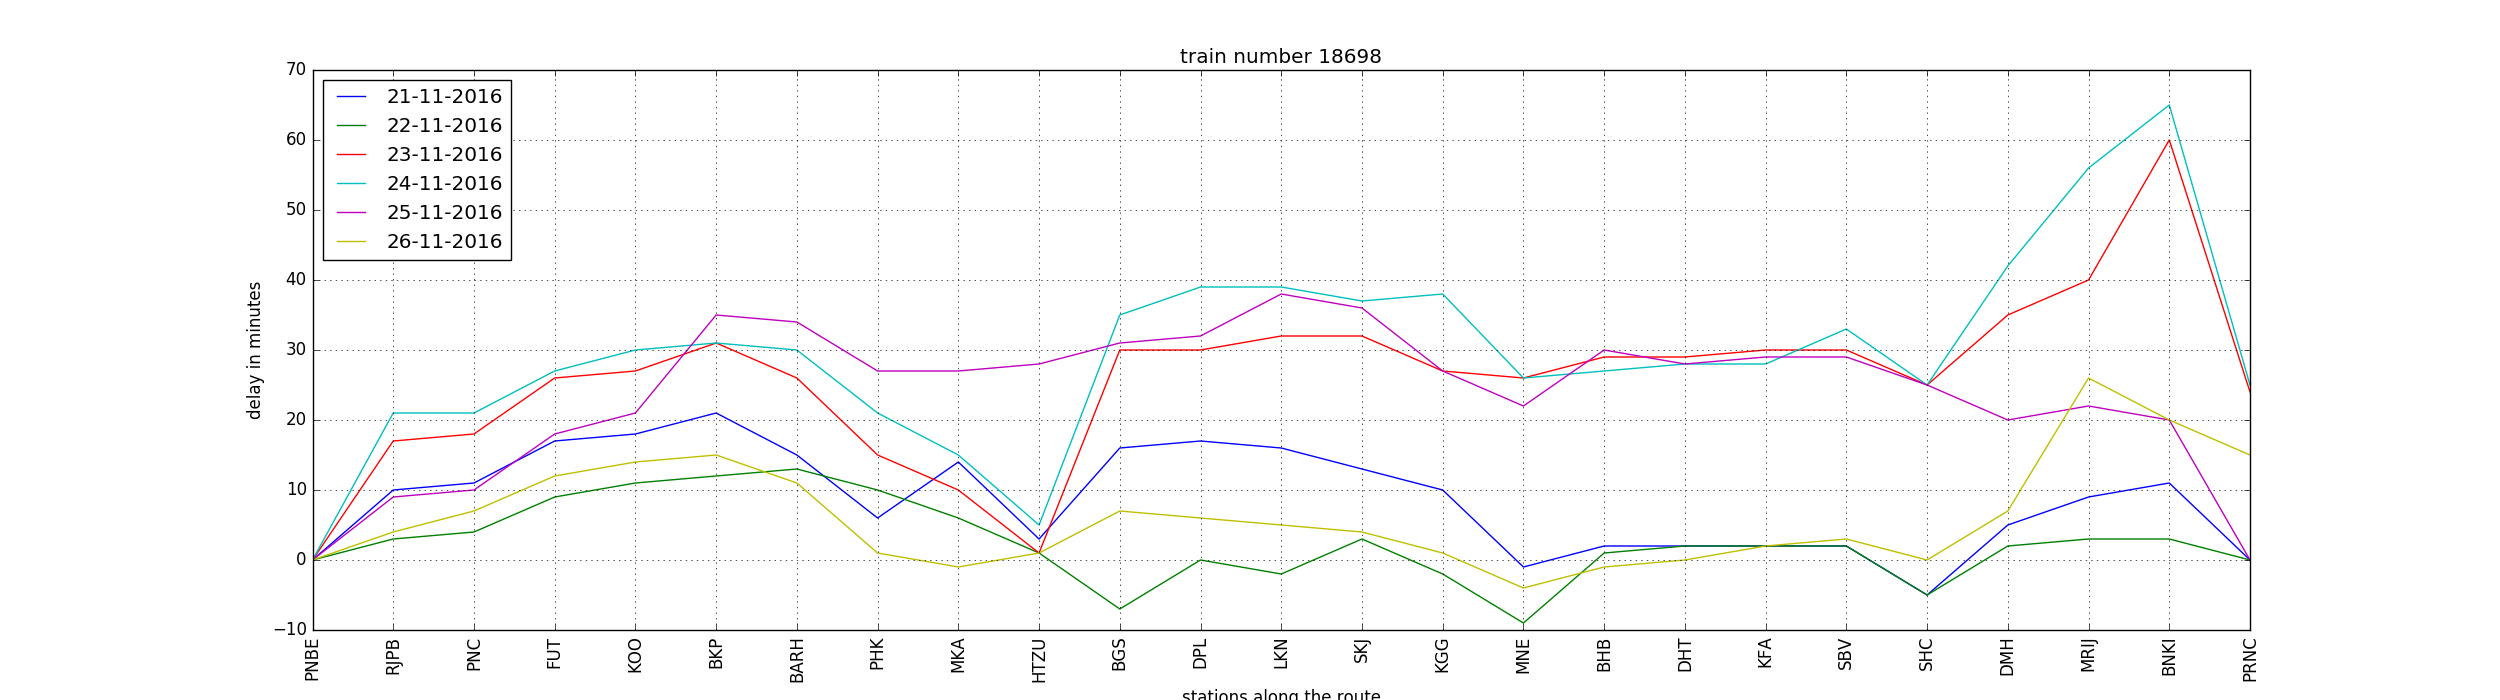 train number 18698
70
60
50
40
30
20
10
0
−10
delay in minutes
21-11-2016
22-11-2016
23-11-2016
24-11-2016
25-11-2016
26-11-2016
PNBE
RJPB
PNC
FUT
KOO
BKP
BARH
PHK
MKA
HTZU
BGS
DPL
LKN
SKJ
KGG
MNE
BHB
DHT
KFA
SBV
SHC
DMH
MRIJ
BNKI
PRNC
stations along the route